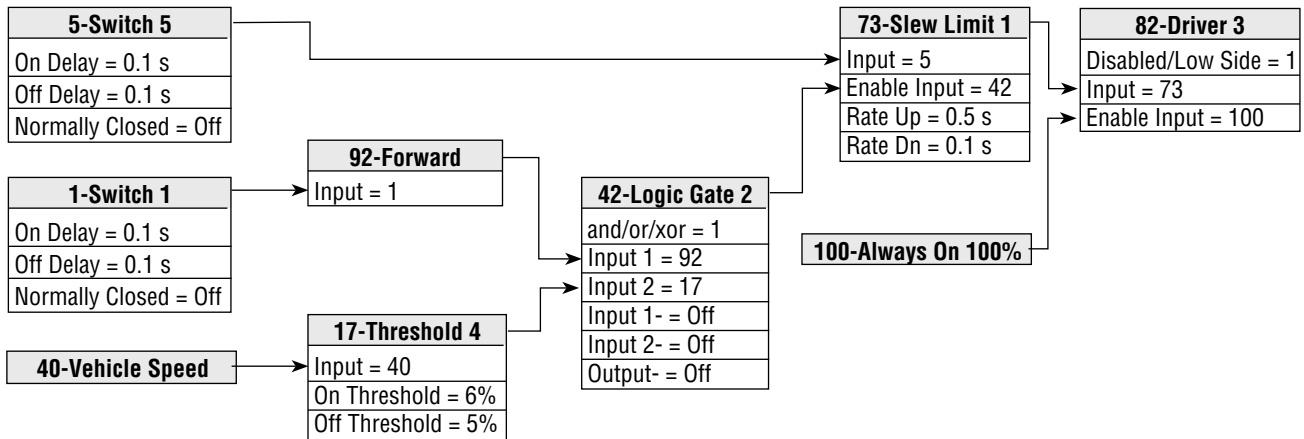 5-Switch 5
On Delay = 0.1 s
Off Delay = 0.1 s
Normally Closed = Off
1-Switch 1
On Delay = 0.1 s
Off Delay = 0.1 s
Normally Closed = Off
40-Vehicle Speed
92-Forward
Input = 1
17-Threshold 4
Input = 40
On Threshold = 6%
Off Threshold = 5%
42-Logic Gate 2
and/or/xor = 1
Input 1 = 92
Input 2 = 17
Input 1- = Off
Input 2- = Off
Output- = Off
73-Slew Limit 1
Input = 5
Enable Input = 42
Rate Up = 0.5 s
Rate Dn = 0.1 s
100-Always On 100%
82-Driver 3
Disabled/Low Side = 1
Input = 73
Enable Input = 100